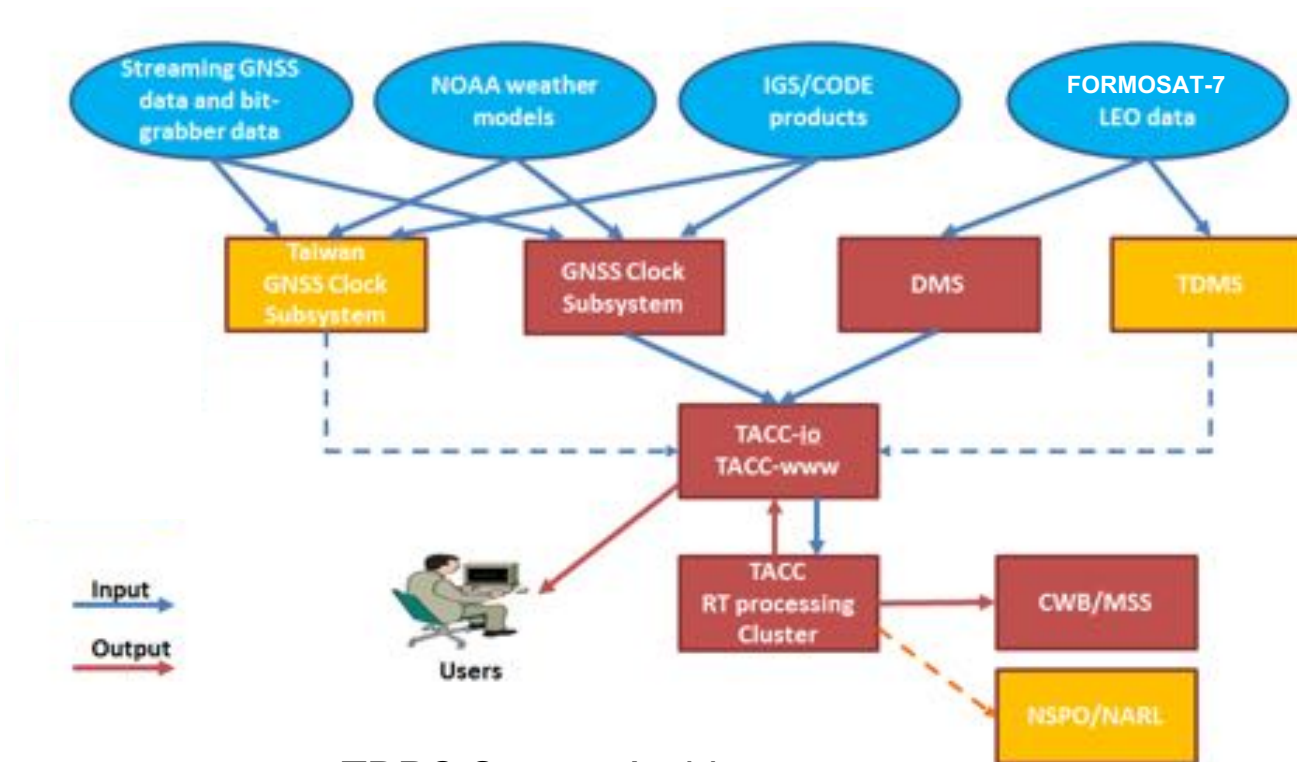 Streaming GNSS
data and bit-
grabber data
NOAA weather
models
IGS/CODE
products
FORMOSAT-7
LEO data
Taiwan
GNSS Clock
Subsystem
GNSS Clock
Subsystem
DMS
TDMS
TACC-io
TACC-www
Input
Output
Users
TACC
RT processing
Cluster
CWB/MSS
NSPO/NARL